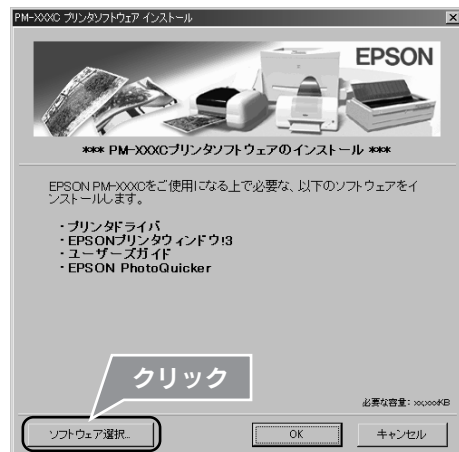 PM-XXXC プリンタソフトウェア インストール
EPSON
*** PM-XXXCプリンタソフトウェアのインストール ***
EPSON PM-XXXCをご使用になる上で必要な、以下のソフトウェアをイ
ンストールします。
・プリンタドライバ
・EPSONプリンタウィンドウ!3
・ユーザーズガイド
・EPSON PhotoQuicker
クリック
必要な容量: xx,xxxKB
ソフトウェア選択...
OK
キャンセル